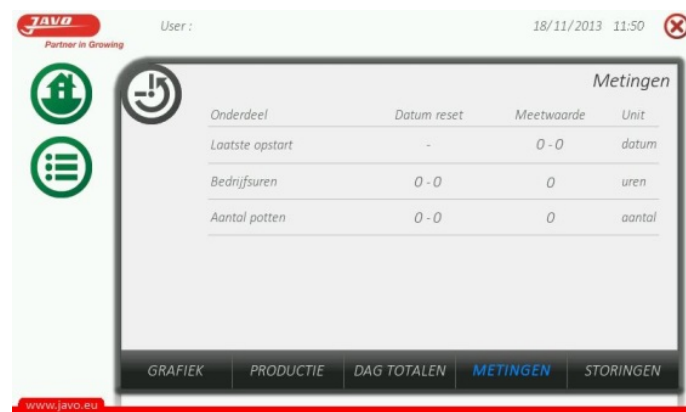 JAVO
Partner in Growing
User :
18/11/2013 11:50
Metingen
Onderdeel Datum reset Meetwaarde Unit
Laatste opstart - 0 - 0 datum
Bedrijfsuren 0 - 0 0 uren
Aantal potten 0 - 0 0 aantal
GRAFIEK PRODUCTIE DAG TOTALEN METINGEN STORINGEN
www.javo.eu